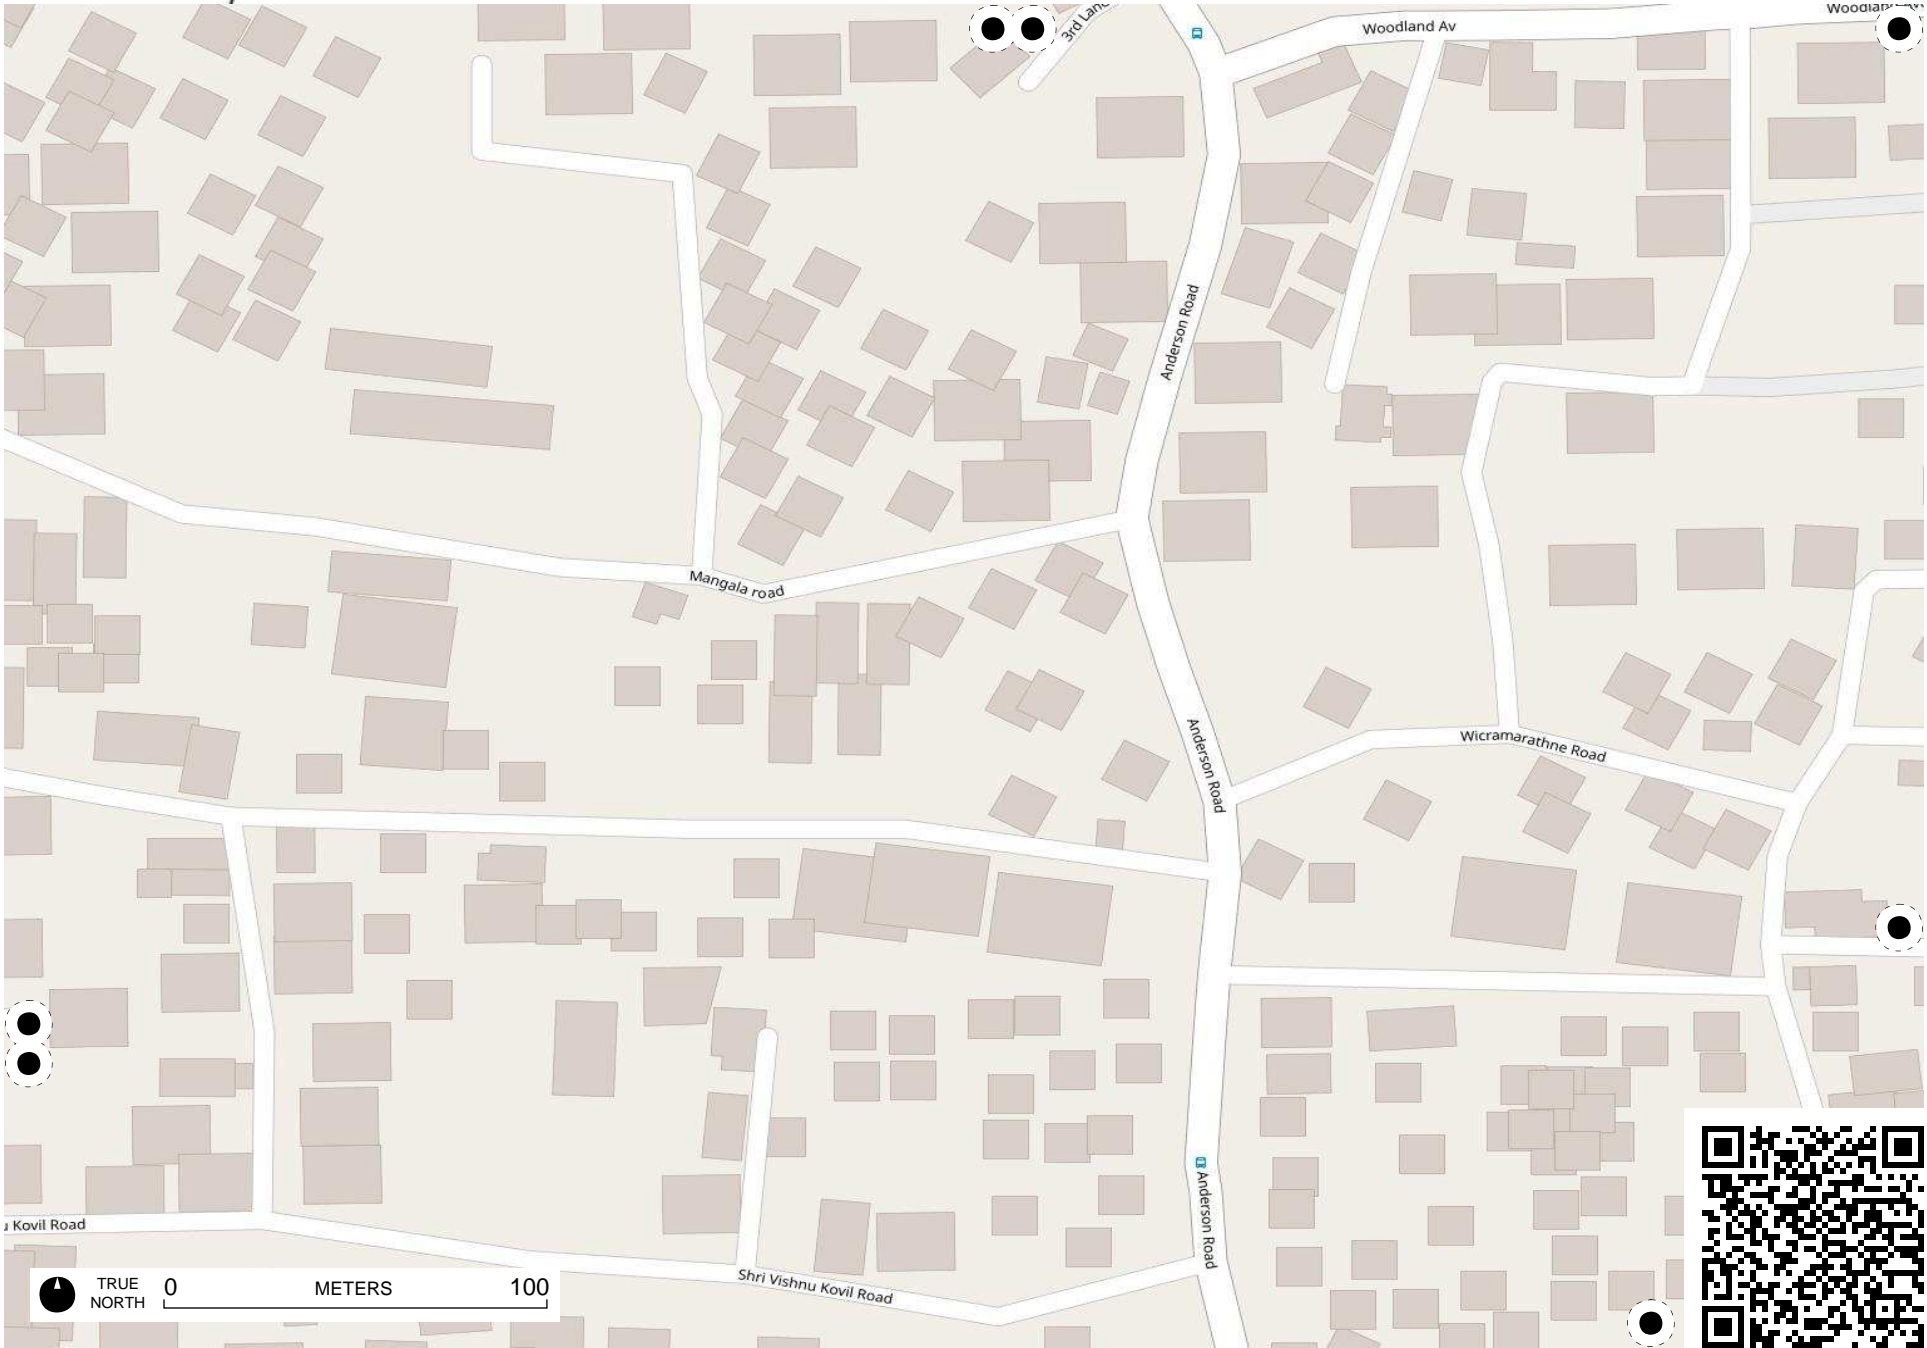 3rd Lane
Woodland Av
Anderson Road
Mangala road
Anderson Road
Wicramarathne Road
Anderson Road
u Kovil Road
Shri Vishnu Kovil Road
TRUE
NORTH
0
METERS
100